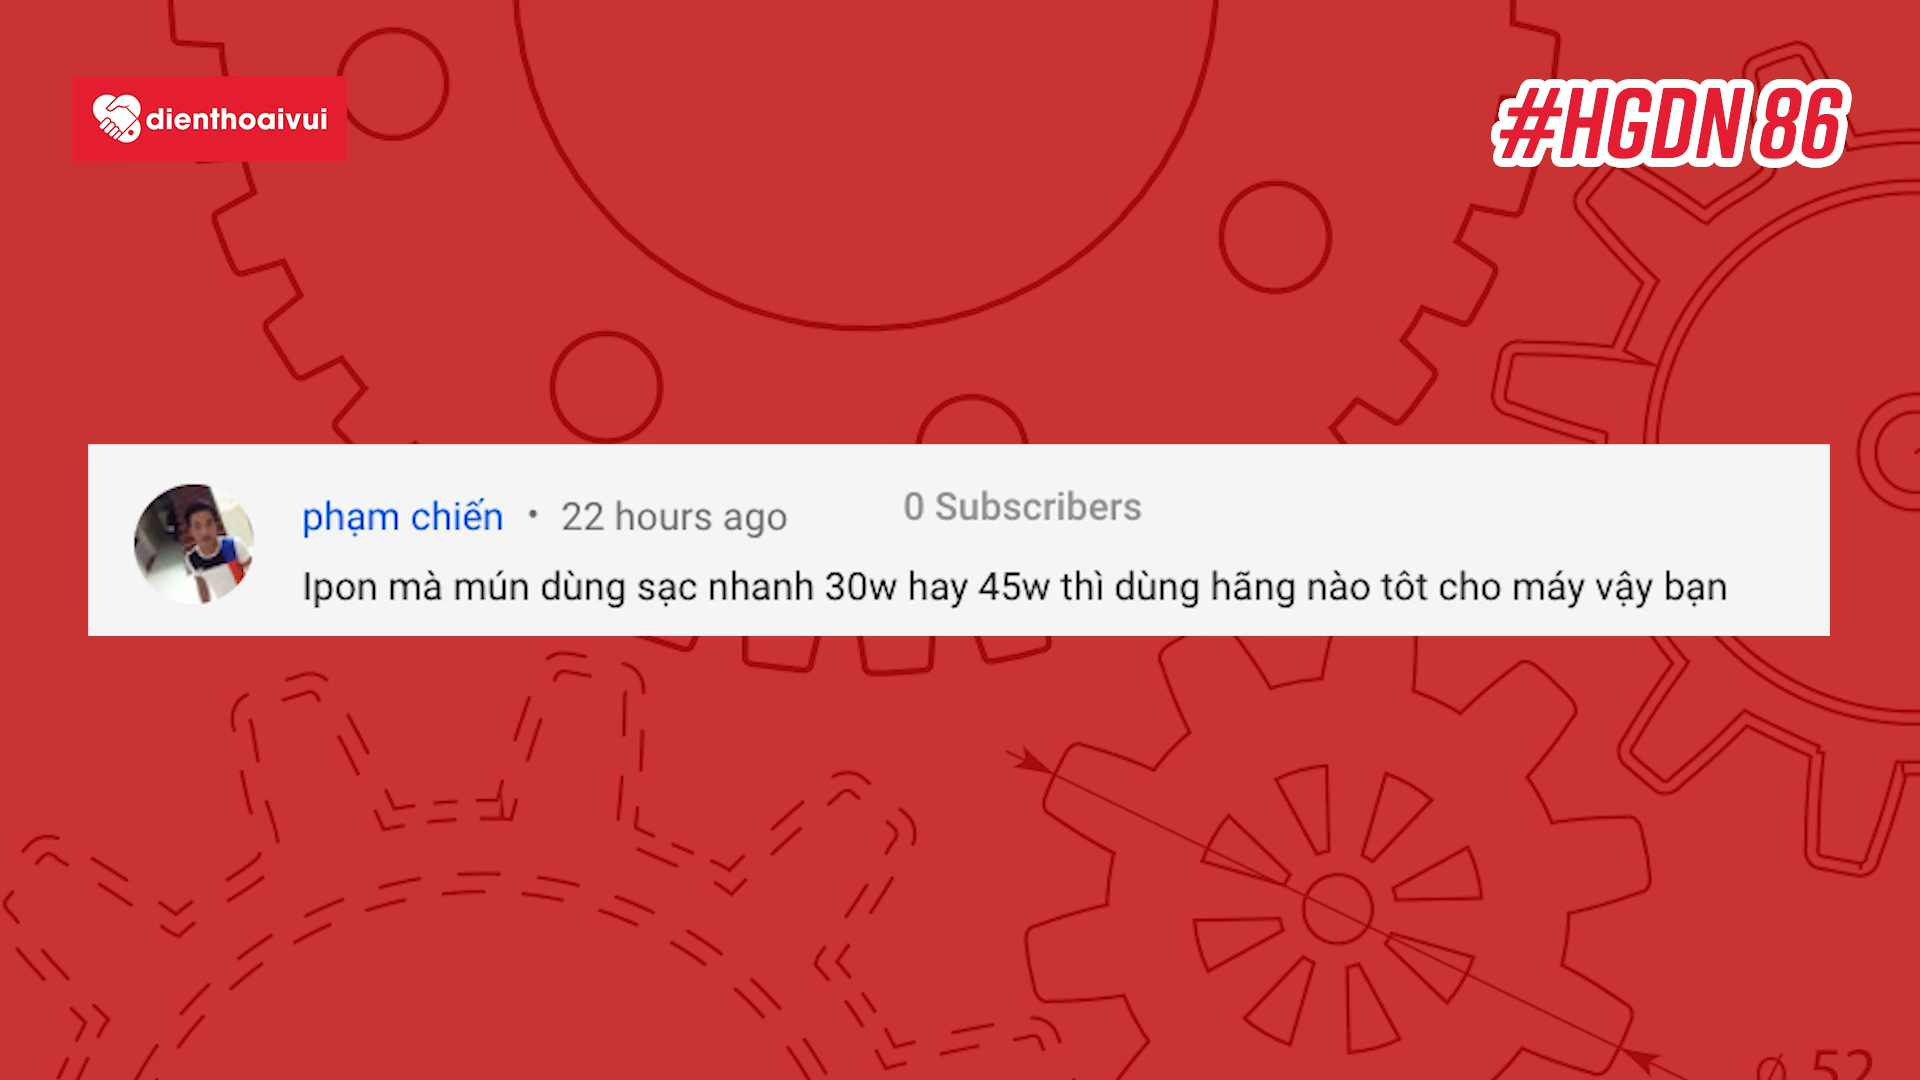 dienthoaivui
#HGDN 86
phạm chiến • 22 hours ago
0 Subscribers
Ipon mà mún dùng sạc nhanh 30w hay 45w thì dùng hãng nào tôt cho máy vậy bạn
ø 52